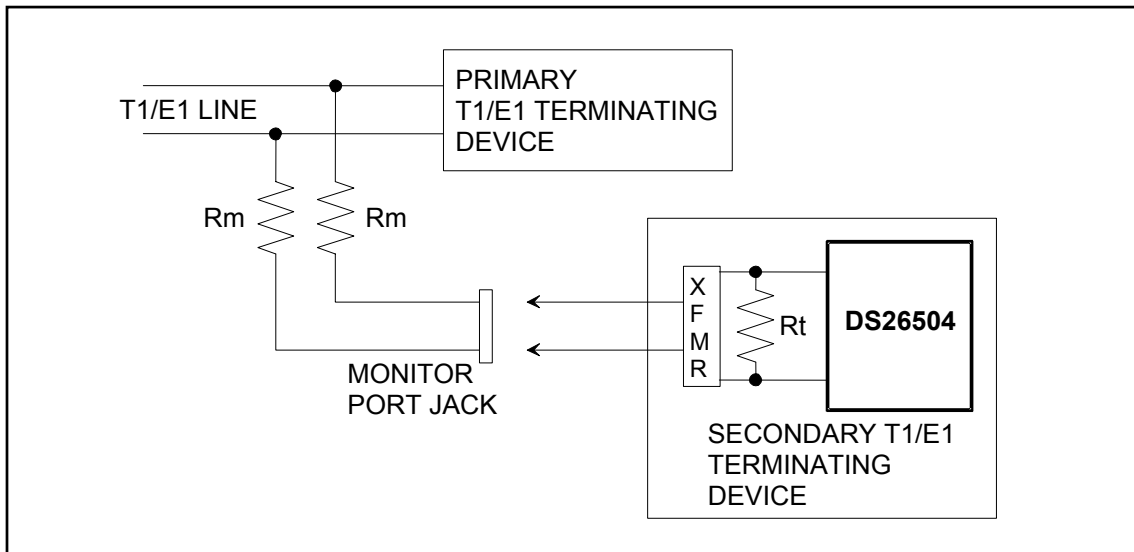 PRIMARY
T1/E1 TERMINATING
DEVICE
T1/E1 LINE
Rm
Rm
MONITOR
PORT JACK
X
F
M
R
Rt
DS26504
SECONDARY T1/E1
TERMINATING
DEVICE